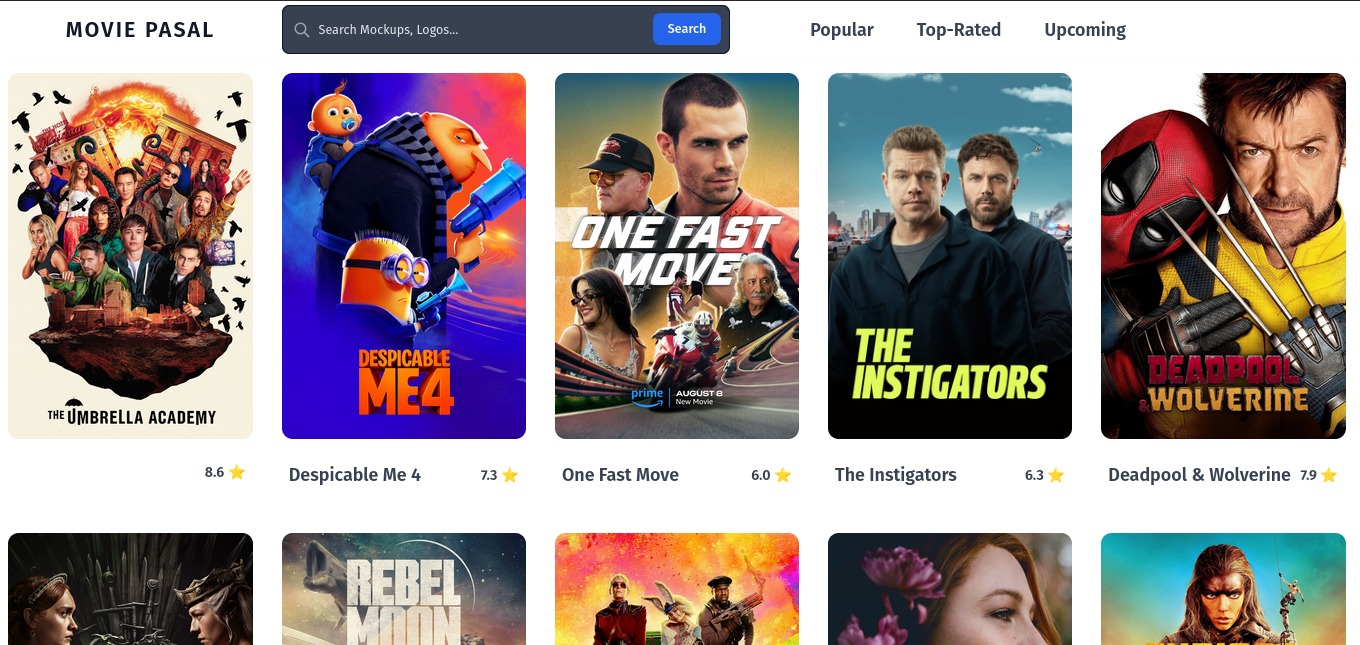 MOVIE PASAL
Search Mockups, Logos...
Search
Popular
Top-Rated
Upcoming
THE UMBRELLA ACADEMY
DESPICABLE
ME 4
ONE FAST
MOVE
prime
AUGUST 8
New Movie
THE
INSTIGATORS
DEADPOOL
& WOLVERINE
8.6 ⭐
Despicable Me 4
7.3 ⭐
One Fast Move
6.0 ⭐
The Instigators
6.3 ⭐
Deadpool & Wolverine
7.9 ⭐
REBEL
MOON